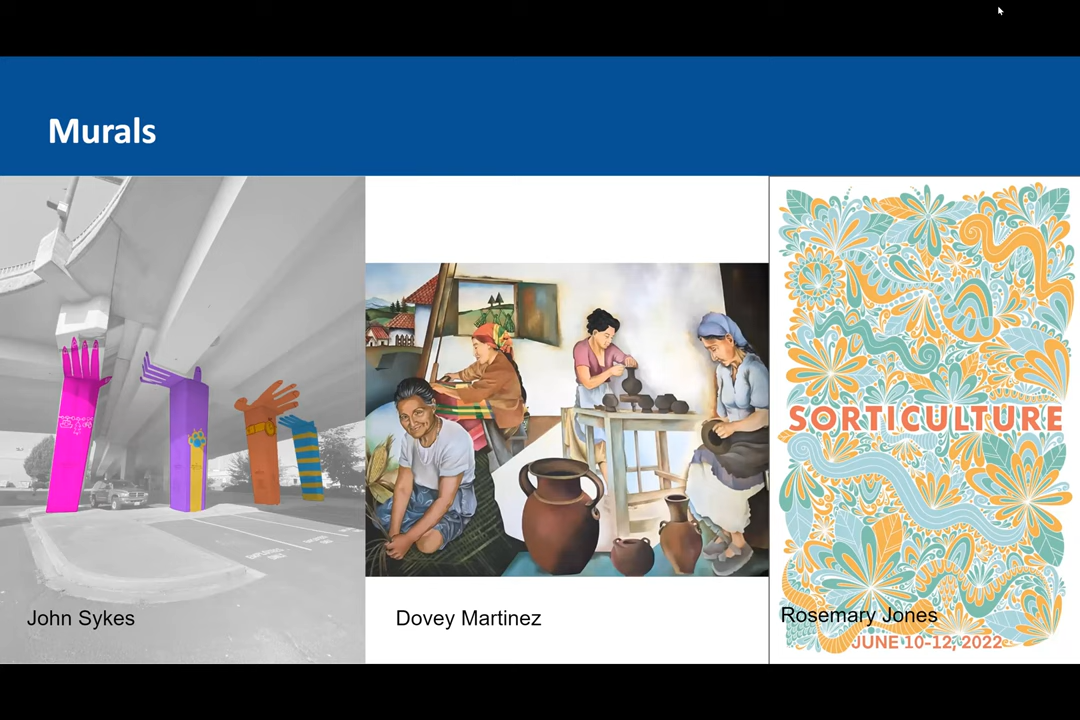 Murals
John Sykes
Dovey Martinez
SORTICULTURE
Rosemary Jones
JUNE 10-12, 2022